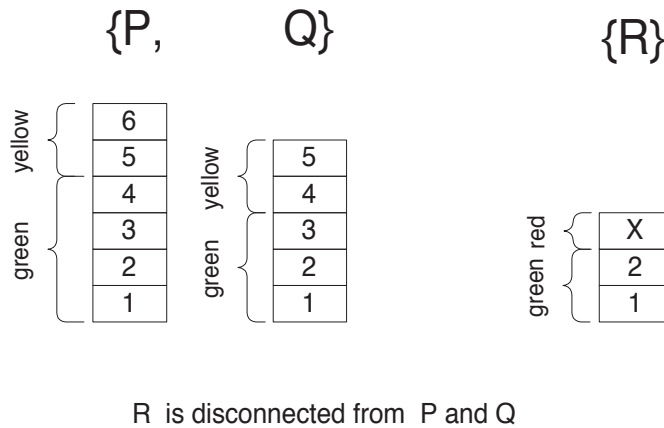 {P, Q} {R}
6
5 5
4 4
3 3 X
2 2 2
1 1 1
yellow
green
yellow
green
red
green
R is disconnected from P and Q